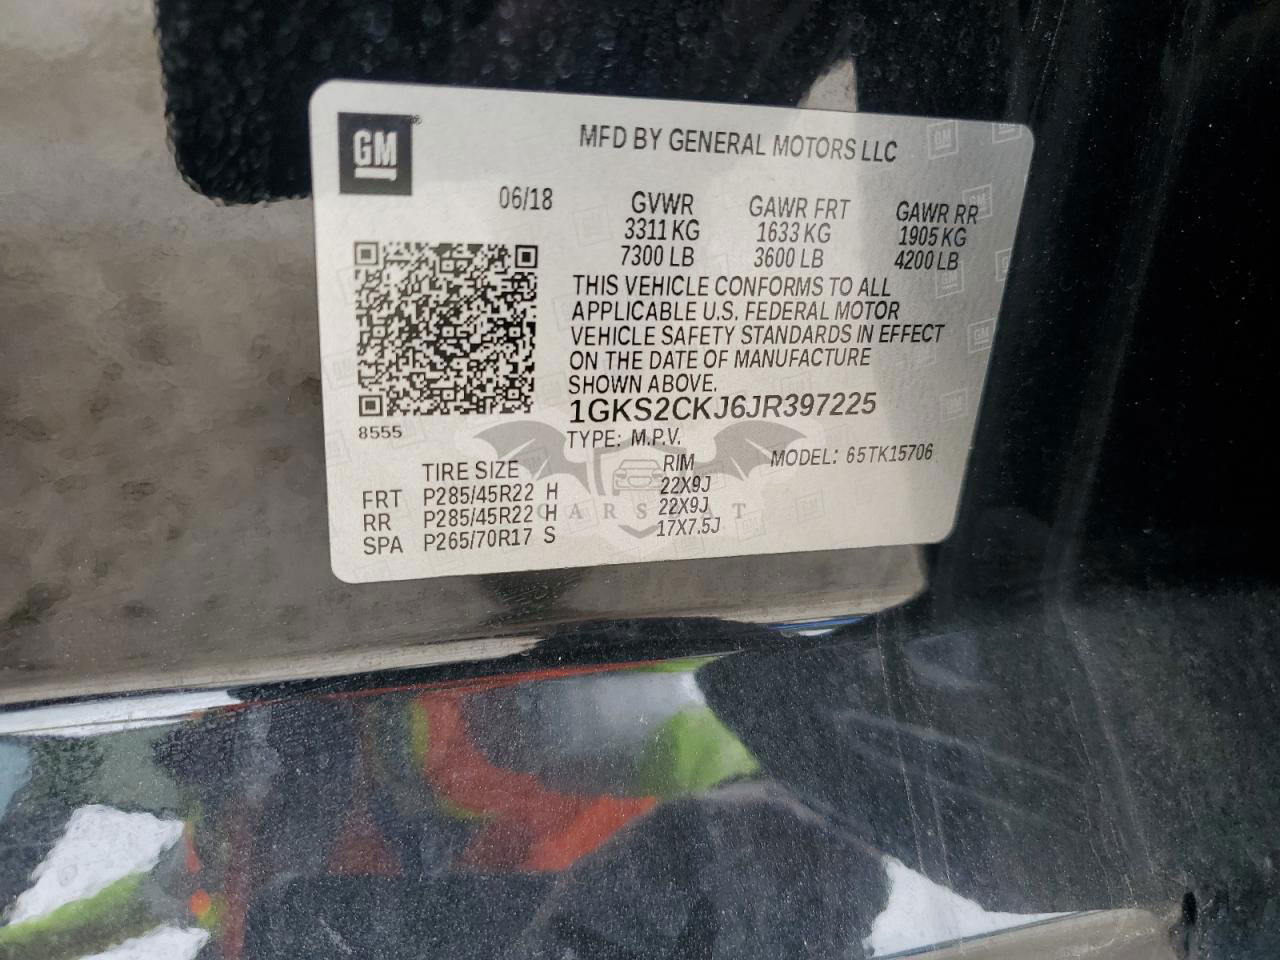 GM
MFD BY GENERAL MOTORS LLC
06/18
GVWR GAWR FRT GAWR RR
3311 KG 1633 KG 1905 KG
7300 LB 3600 LB 4200 LB
THIS VEHICLE CONFORMS TO ALL
APPLICABLE U.S. FEDERAL MOTOR
VEHICLE SAFETY STANDARDS IN EFFECT
ON THE DATE OF MANUFACTURE
SHOWN ABOVE.
8555
1GKS2CKJ6JR397225
TYPE: M.P.V. MODEL: 65TK15706
TIRE SIZE RIM
FRT P285/45R22 H 22X9J
RR P285/45R22 H 22X9J
SPA P265/70R17 S 17X7.5J